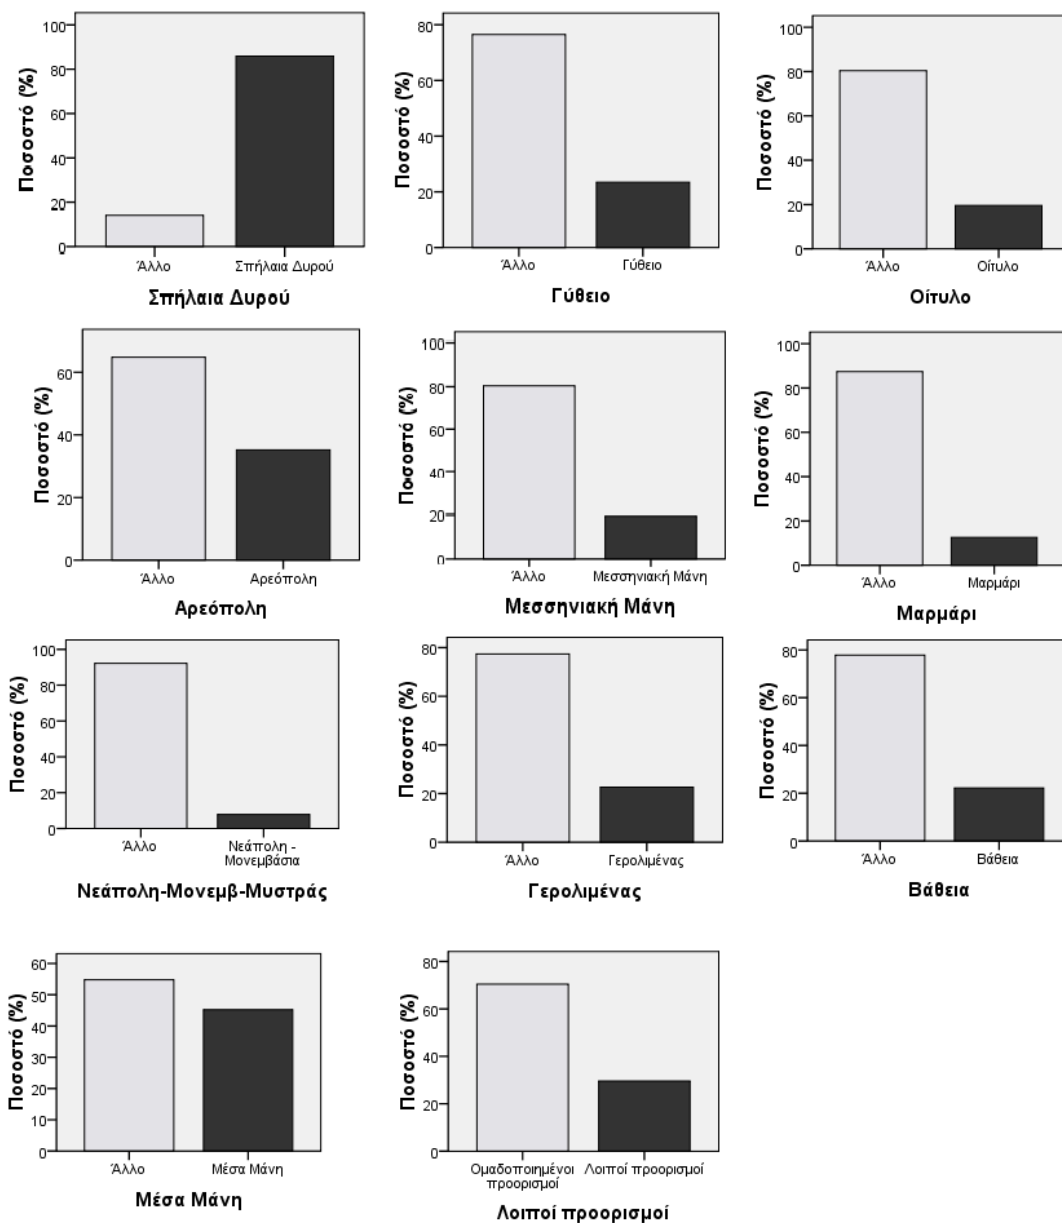 Ποσοστό (%)
100
80
60
40
20
0
Άλλο
Σπήλαια Δυρού
Σπήλαια Δυρού
Ποσοστό (%)
80
60
40
20
0
Άλλο
Γύθειο
Γύθειο
Ποσοστό (%)
100
80
60
40
20
0
Άλλο
Οίτυλο
Οίτυλο
Ποσοστό (%)
60
40
20
0
Άλλο
Αρεόπολη
Αρεόπολη
Ποσοστό (%)
100
80
60
40
20
0
Άλλο
Μεσσηνιακή Μάνη
Μεσσηνιακή Μάνη
Ποσοστό (%)
100
80
60
40
20
0
Άλλο
Μαρμάρι
Μαρμάρι
Ποσοστό (%)
100
80
60
40
20
0
Άλλο
Νεάπολη -
Μονεμβάσια
Νεάπολη-Μονεμβ-Μυστράς
Ποσοστό (%)
80
60
40
20
0
Άλλο
Γερολιμένας
Γερολιμένας
Ποσοστό (%)
80
60
40
20
0
Άλλο
Βάθεια
Βάθεια
Ποσοστό (%)
60
50
40
30
20
10
0
Άλλο
Μέσα Μάνη
Μέσα Μάνη
Ποσοστό (%)
80
60
40
20
0
Ομαδοποιημένοι
προορισμοί
Λοιποί προορισμοί
Λοιποί προορισμοί